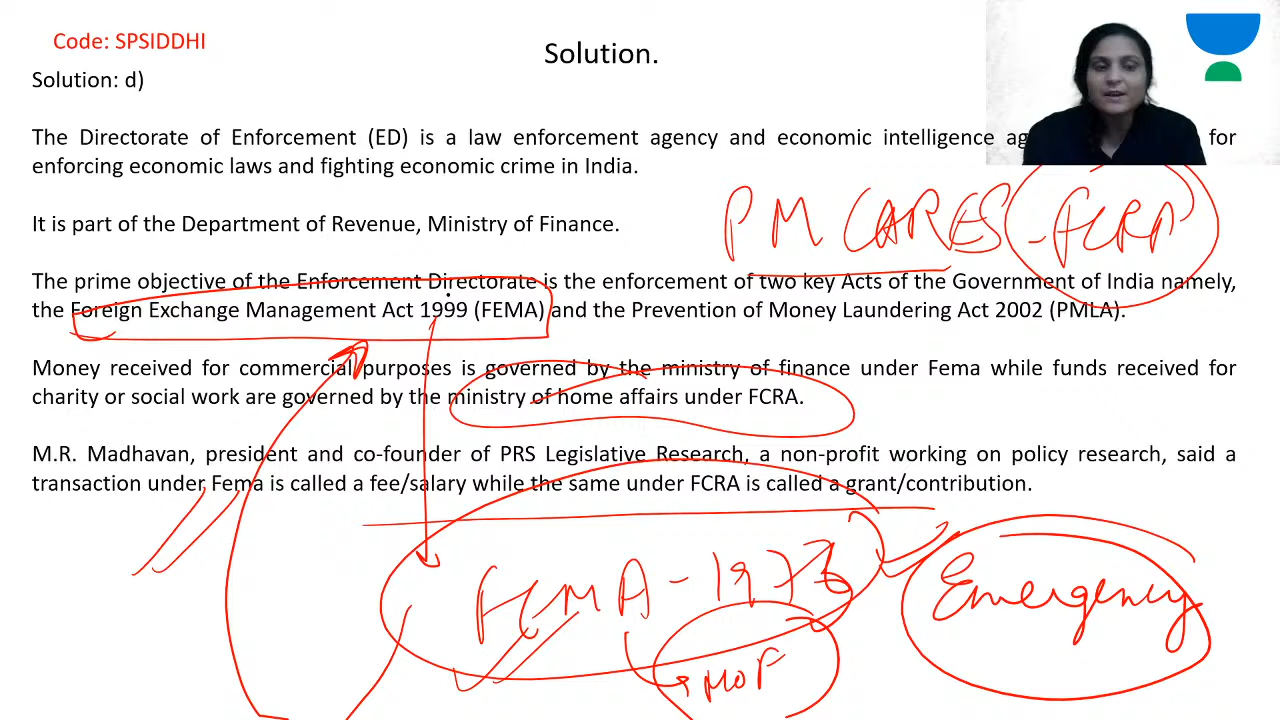 Code: SPSIDDHI
Solution.
Solution: d)
The Directorate of Enforcement (ED) is a law enforcement agency and economic intelligence for
enforcing economic laws and fighting economic crime in India.
PM CARES - FCRA
It is part of the Department of Revenue, Ministry of Finance.
The prime objective of the Enforcement Directorate is the enforcement of two key Acts of the Government of India namely,
the Foreign Exchange Management Act 1999 (FEMA) and the Prevention of Money Laundering Act 2002 (PMLA).
Money received for commercial purposes is governed by the ministry of finance under Fema while funds received for
charity or social work are governed by the ministry of home affairs under FCRA.
M.R. Madhavan, president and co-founder of PRS Legislative Research, a non-profit working on policy research, said a
transaction under Fema is called a fee/salary while the same under FCRA is called a grant/contribution.
Emergency
MOF